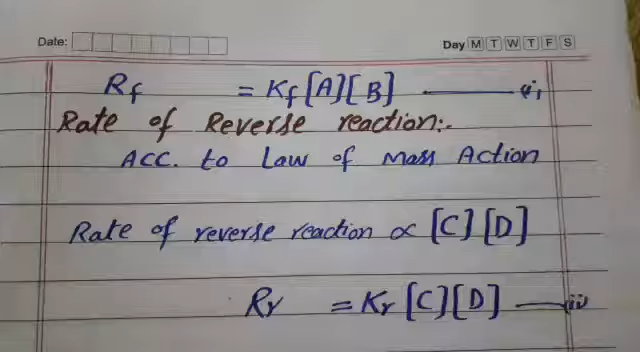 Date: Day M T W T F S
Rf = Kf [A][B] —— (i)
Rate of Reverse reaction:-
Acc. to Law of Mass Action
Rate of reverse reaction ∝ [C][D]
Rr = Kr [C][D] —— (ii)